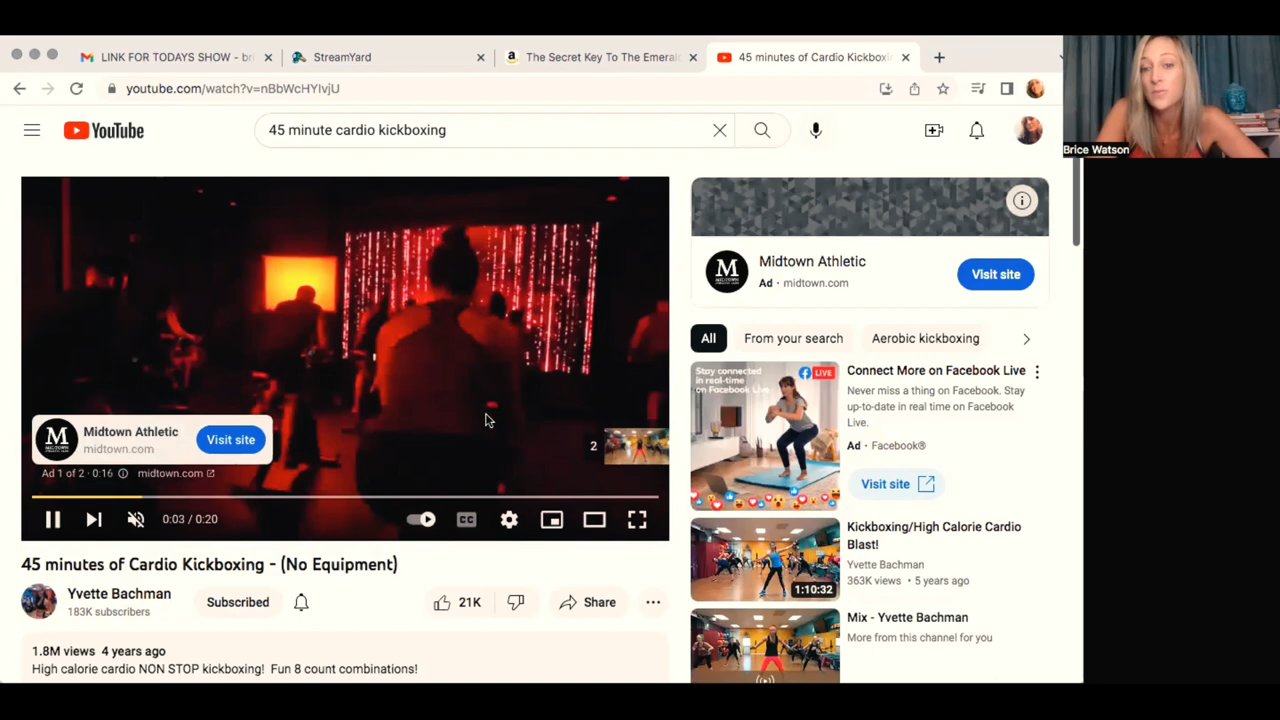 LINK FOR TODAYS SHOW - bri
StreamYard
The Secret Key To The Emerald
45 minutes of Cardio Kickboxin
youtube.com/watch?v=nBbWcHYIvjU
Brice Watson
YouTube
45 minute cardio kickboxing
Midtown Athletic
Ad · midtown.com
Visit site
All
From your search
Aerobic kickboxing
Stay connected
in real-time
on Facebook Live
LIVE
Connect More on Facebook Live
Never miss a thing on Facebook. Stay
up-to-date in real time on Facebook
Live.
Ad · Facebook®
Visit site
M
Midtown Athletic
midtown.com
Visit site
2
Ad 1 of 2 · 0:16
midtown.com
0:03 / 0:20
CC
Kickboxing/High Calorie Cardio
Blast!
Yvette Bachman
363K views · 5 years ago
1:10:32
45 minutes of Cardio Kickboxing - (No Equipment)
Yvette Bachman
183K subscribers
Subscribed
21K
Share
Mix - Yvette Bachman
More from this channel for you
1.8M views 4 years ago
High calorie cardio NON STOP kickboxing! Fun 8 count combinations!